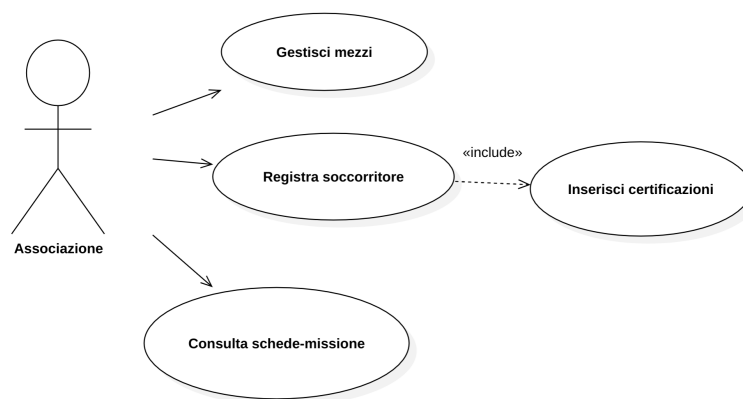 Gestisci mezzi
«include»
Registra soccorritore
Inserisci certificazioni
Associazione
Consulta schede-missione